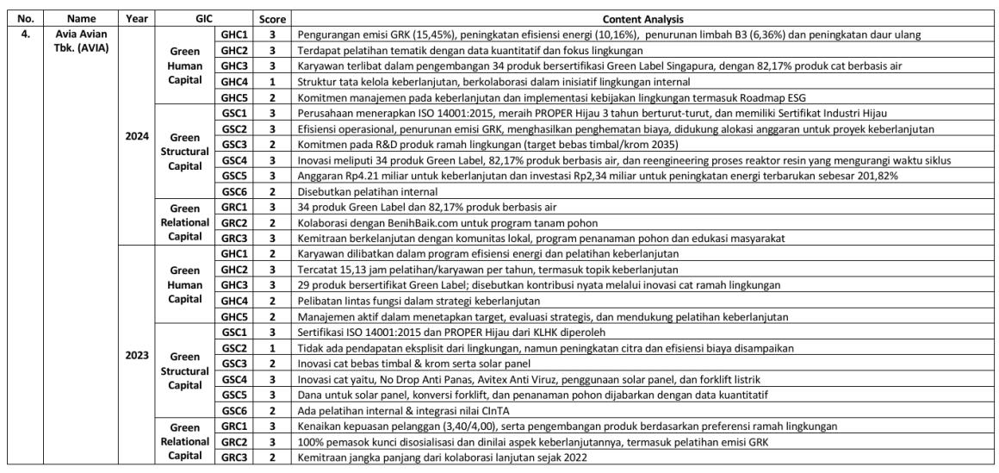 No. Name Year GIC Score Content Analysis
4. Avia Avian Tbk. (AVIA)
2024
Green Human Capital
GHC1 3 Pengurangan emisi GRK (15,45%), peningkatan efisiensi energi (10,16%), penurunan limbah B3 (6,36%) dan peningkatan daur ulang
GHC2 3 Terdapat pelatihan tematik dengan data kuantitatif dan fokus lingkungan
GHC3 3 Karyawan terlibat dalam pengembangan 34 produk bersertifikasi Green Label Singapura, dengan 82,17% produk cat berbasis air
GHC4 1 Struktur tata kelola keberlanjutan, berkolaborasi dalam inisiatif lingkungan internal
GHC5 2 Komitmen manajemen pada keberlanjutan dan implementasi kebijakan lingkungan termasuk Roadmap ESG
Green Structural Capital
GSC1 3 Perusahaan menerapkan ISO 14001:2015, meraih PROPER Hijau 3 tahun berturut-turut, dan memiliki Sertifikat Industri Hijau
GSC2 3 Efisiensi operasional, penurunan emisi GRK, menghasilkan penghematan biaya, didukung alokasi anggaran untuk proyek keberlanjutan
GSC3 2 Komitmen pada R&D produk ramah lingkungan (target bebas timbal/krom 2035)
GSC4 3 Inovasi meliputi 34 produk Green Label, 82,17% produk berbasis air, dan reengineering proses reaktor resin yang mengurangi waktu siklus
GSC5 3 Anggaran Rp4.21 miliar untuk keberlanjutan dan investasi Rp2,34 miliar untuk peningkatan energi terbarukan sebesar 201,82%
GSC6 2 Disebutkan pelatihan internal
Green Relational Capital
GRC1 3 34 produk Green Label dan 82,17% produk berbasis air
GRC2 2 Kolaborasi dengan BenihBaik.com untuk program tanam pohon
GRC3 3 Kemitraan berkelanjutan dengan komunitas lokal, program penanaman pohon dan edukasi masyarakat
2023
Green Human Capital
GHC1 2 Karyawan dilibatkan dalam program efisiensi energi dan pelatihan keberlanjutan
GHC2 3 Tercatat 15,13 jam pelatihan/karyawan per tahun, termasuk topik keberlanjutan
GHC3 3 29 produk bersertifikat Green Label; disebutkan kontribusi nyata melalui inovasi cat ramah lingkungan
GHC4 2 Pelibatan lintas fungsi dalam strategi keberlanjutan
GHC5 2 Manajemen aktif dalam menetapkan target, evaluasi strategis, dan mendukung pelatihan keberlanjutan
Green Structural Capital
GSC1 3 Sertifikasi ISO 14001:2015 dan PROPER Hijau dari KLHK diperoleh
GSC2 1 Tidak ada pendapatan eksplisit dari lingkungan, namun peningkatan citra dan efisiensi biaya disampaikan
GSC3 2 Inovasi cat bebas timbal & krom serta solar panel
GSC4 3 Inovasi cat yaitu, No Drop Anti Panas, Avitex Anti Viruz, penggunaan solar panel, dan forklift listrik
GSC5 3 Dana untuk solar panel, konversi forklift, dan penanaman pohon dijabarkan dengan data kuantitatif
GSC6 2 Ada pelatihan internal & integrasi nilai CInTA
Green Relational Capital
GRC1 3 Kenaikan kepuasan pelanggan (3,40/4,00), serta pengembangan produk berdasarkan preferensi ramah lingkungan
GRC2 3 100% pemasok kunci disosialisasi dan dinilai aspek keberlanjutannya, termasuk pelatihan emisi GRK
GRC3 2 Kemitraan jangka panjang dari kolaborasi lanjutan sejak 2022